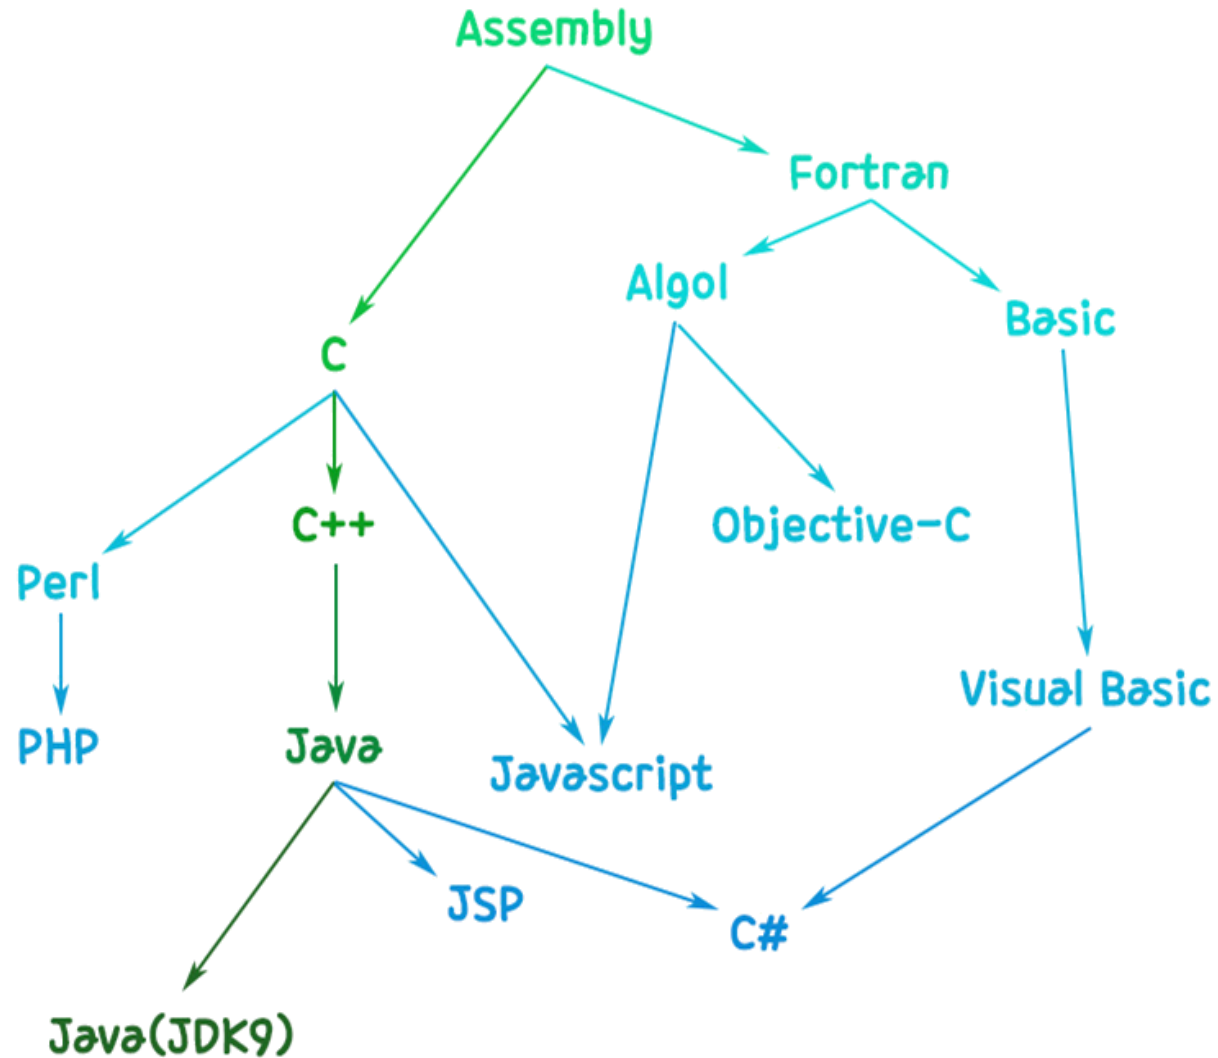 Assembly
Fortran
Algol
Basic
C
C++
Objective-C
Perl
Visual Basic
PHP
Java
Javascript
JSP
C#
Java(JDK9)